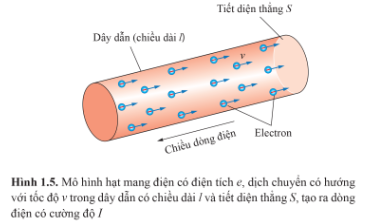 Tiết diện thẳng S
Dây dẫn (chiều dài l)
v
Electron
Chiều dòng điện
Hình 1.5. Mô hình hạt mang điện có điện tích e, dịch chuyển có hướng
với tốc độ v trong dây dẫn có chiều dài l và tiết diện thẳng S, tạo ra dòng
điện có cường độ I